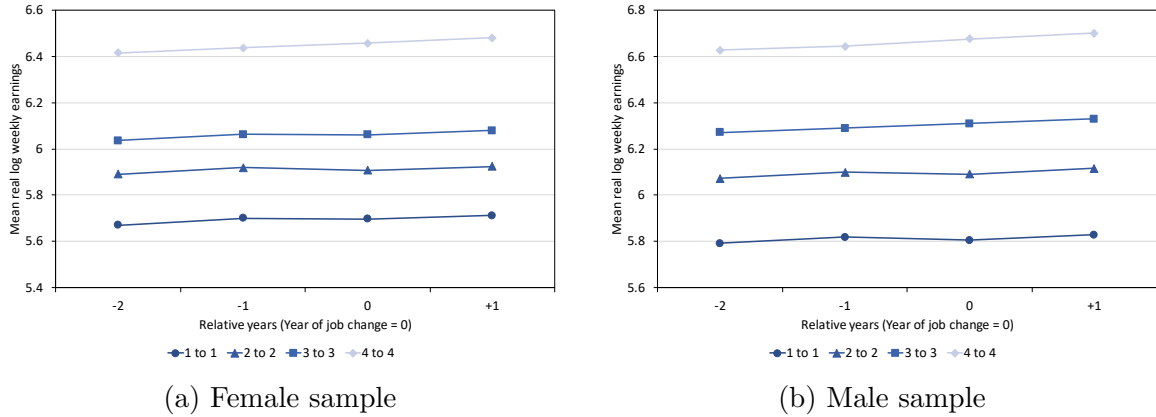 6.6
6.4
6.2
6
5.8
5.6
5.4
Mean real log weekly earnings
-2 -1 0 +1
Relative years (Year of job change = 0)
1 to 1 2 to 2 3 to 3 4 to 4
(a) Female sample
6.8
6.6
6.4
6.2
6
5.8
5.6
Mean real log weekly earnings
-2 -1 0 +1
Relative years (Year of job change = 0)
1 to 1 2 to 2 3 to 3 4 to 4
(b) Male sample